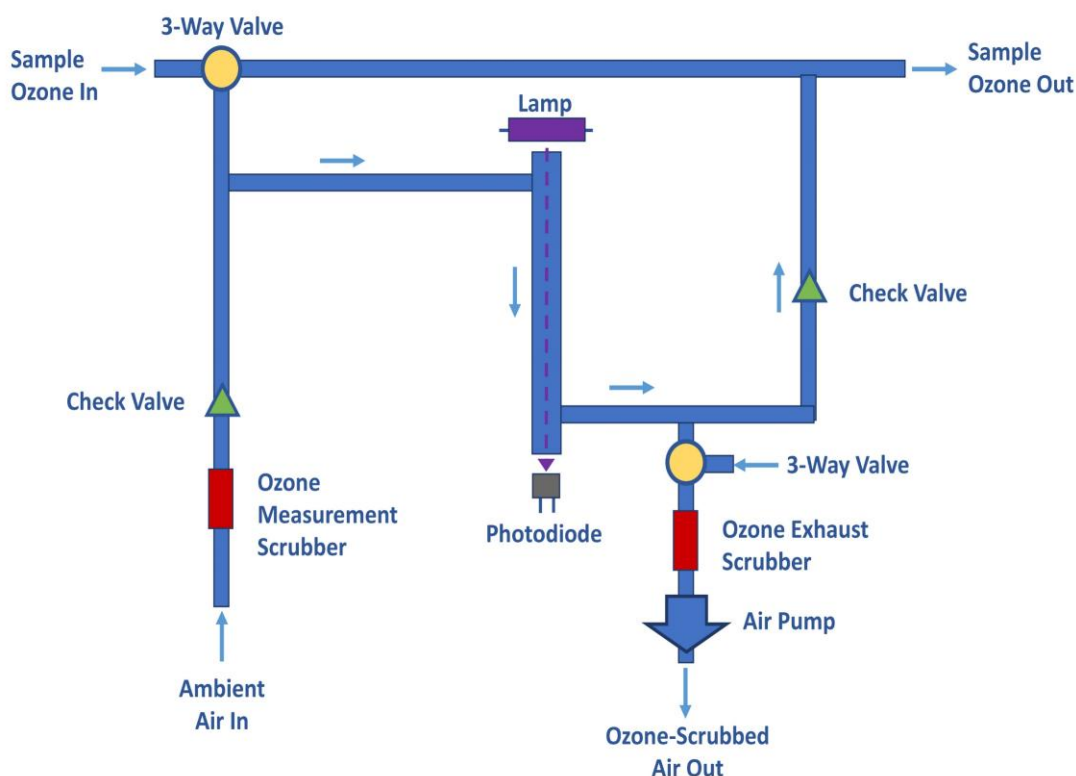 3-Way Valve
Sample
Ozone In
Sample
Ozone Out
Lamp
Check Valve
Check Valve
Ozone
Measurement
Scrubber
3-Way Valve
Photodiode
Ozone Exhaust
Scrubber
Air Pump
Ambient
Air In
Ozone-Scrubbed
Air Out